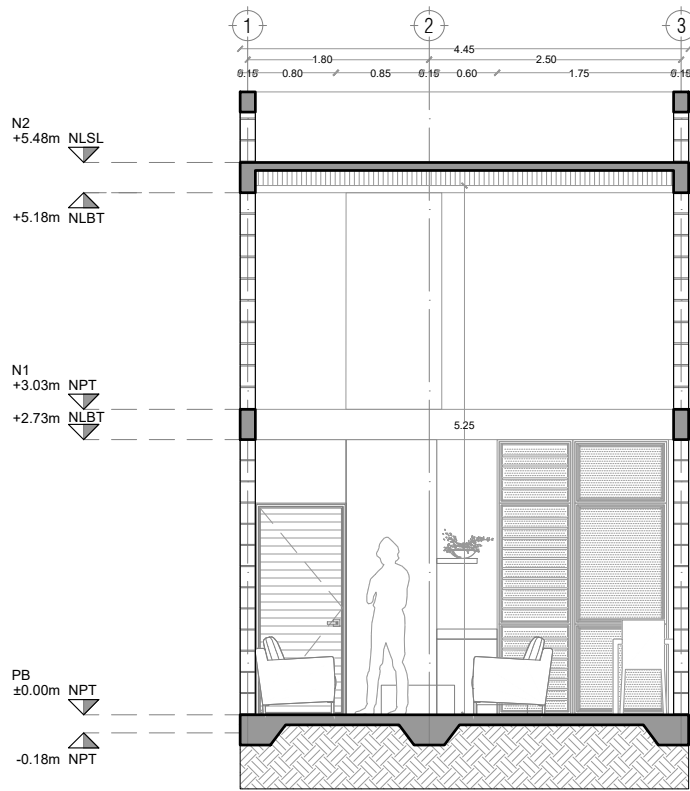 1 2 3
4.45
1.80 2.50
0.15 0.80 0.85 0.15 0.60 1.75 0.15
N2
+5.48m NLSL
+5.18m NLBT
N1
+3.03m NPT
+2.73m NLBT
5.25
PB
±0.00m NPT
-0.18m NPT